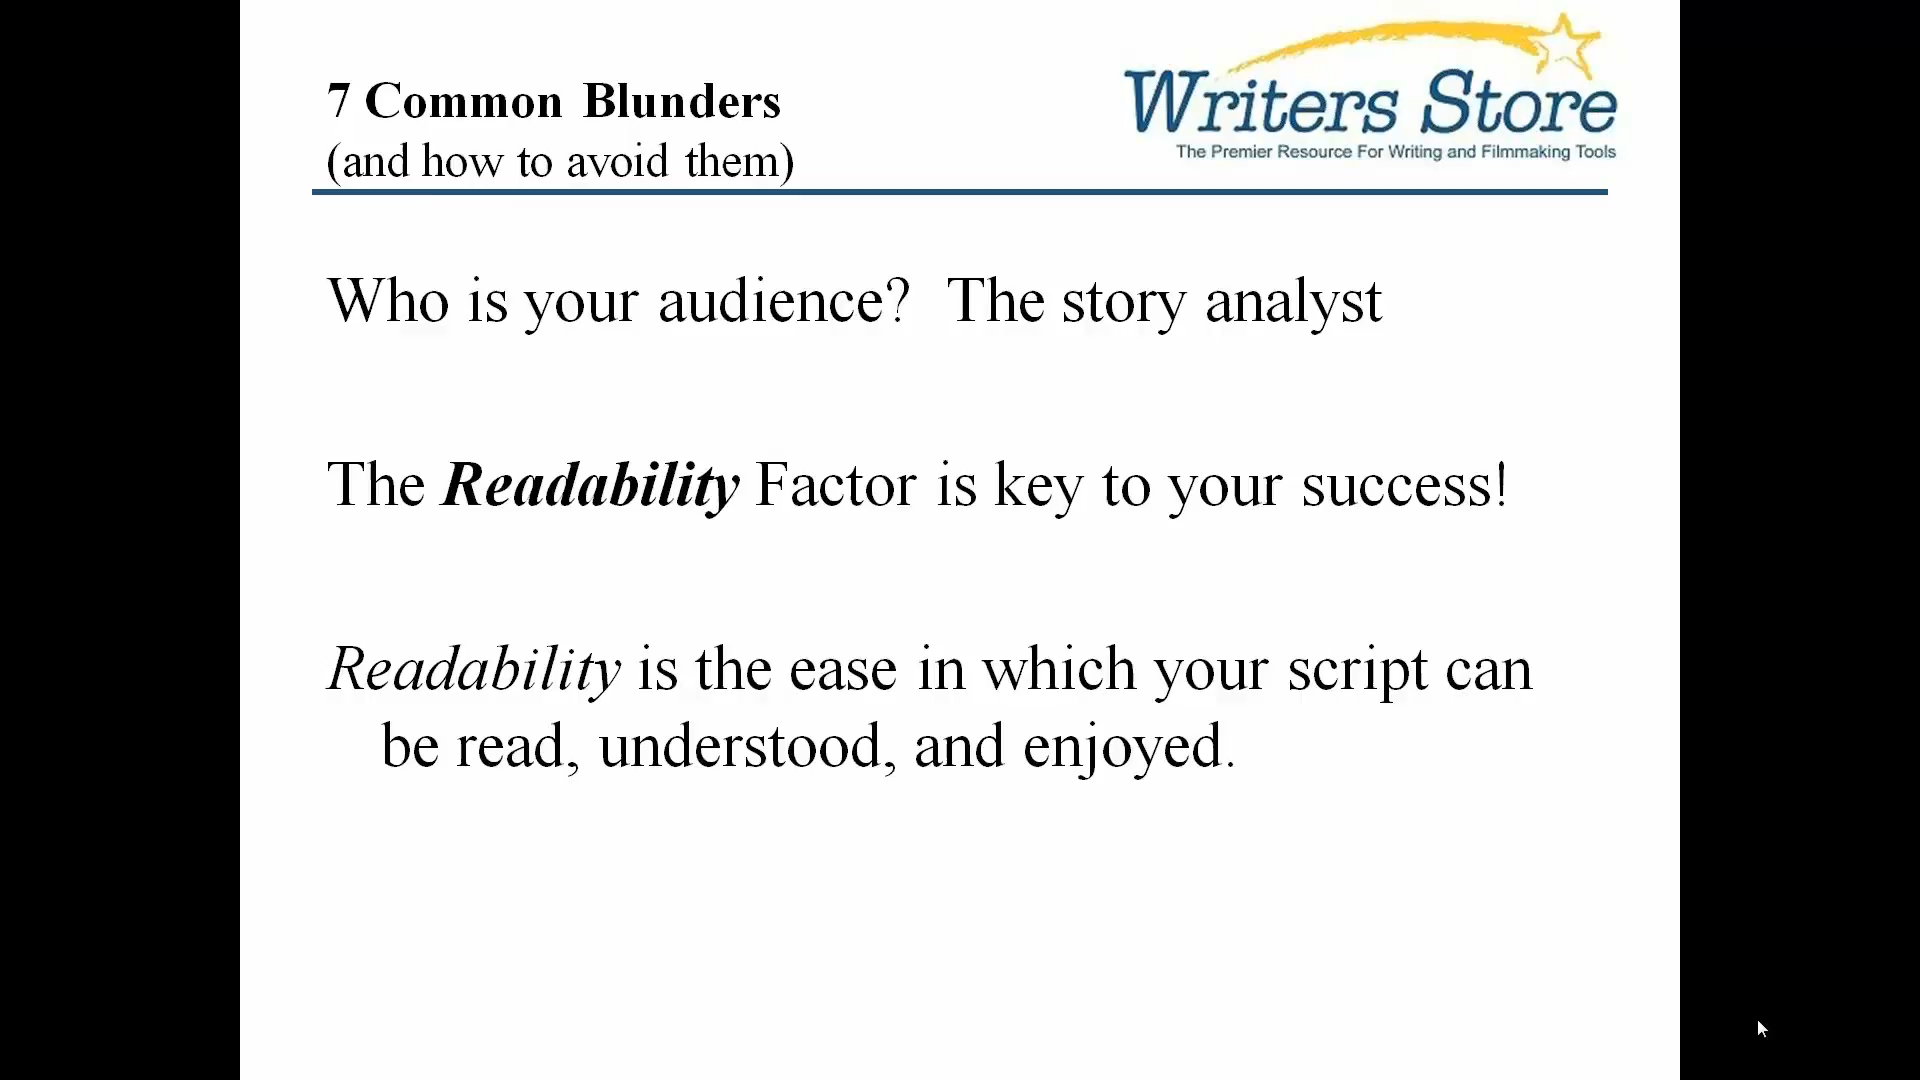 7 Common Blunders
(and how to avoid them)
Writers Store
The Premier Resource For Writing and Filmmaking Tools
Who is your audience?  The story analyst
The Readability Factor is key to your success!
Readability is the ease in which your script can
be read, understood, and enjoyed.